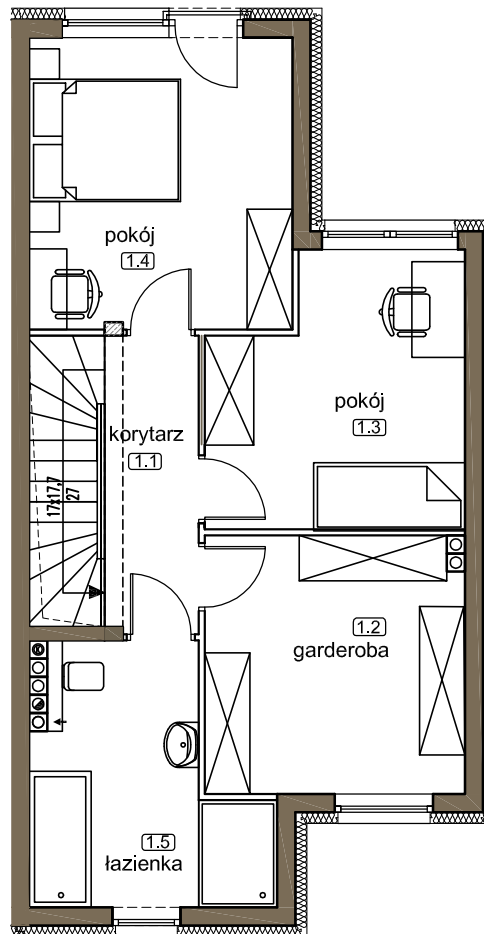 pokój
1.4
pokój
1.3
korytarz
1.1
17x17,7
27
1.2
garderoba
1.5
łazienka